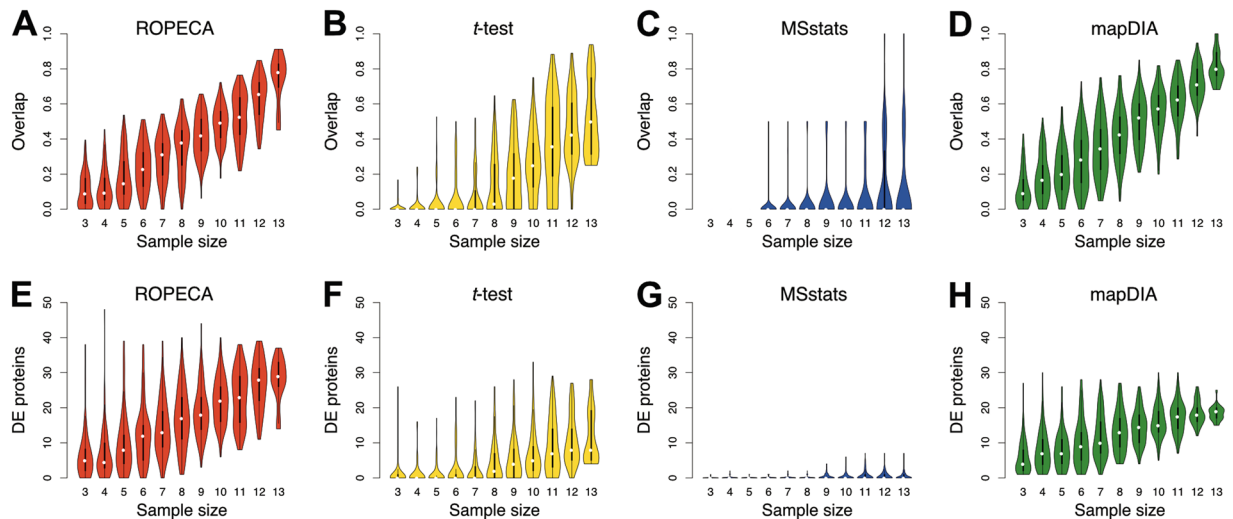 A ROPECA
B t-test
C MSstats
D mapDIA
Overlap
1.0
0.8
0.6
0.4
0.2
0.0
3 4 5 6 7 8 9 10 11 12 13
Sample size
Overlap
1.0
0.8
0.6
0.4
0.2
0.0
3 4 5 6 7 8 9 10 11 12 13
Sample size
Overlap
1.0
0.8
0.6
0.4
0.2
0.0
3 4 5 6 7 8 9 10 11 12 13
Sample size
Overlab
1.0
0.8
0.6
0.4
0.2
0.0
3 4 5 6 7 8 9 10 11 12 13
Sample size
E ROPECA
F t-test
G MSstats
H mapDIA
DE proteins
50
40
30
20
10
0
3 4 5 6 7 8 9 10 11 12 13
Sample size
DE proteins
50
40
30
20
10
0
3 4 5 6 7 8 9 10 11 12 13
Sample size
DE proteins
50
40
30
20
10
0
3 4 5 6 7 8 9 10 11 12 13
Sample size
DE proteins
50
40
30
20
10
0
3 4 5 6 7 8 9 10 11 12 13
Sample size